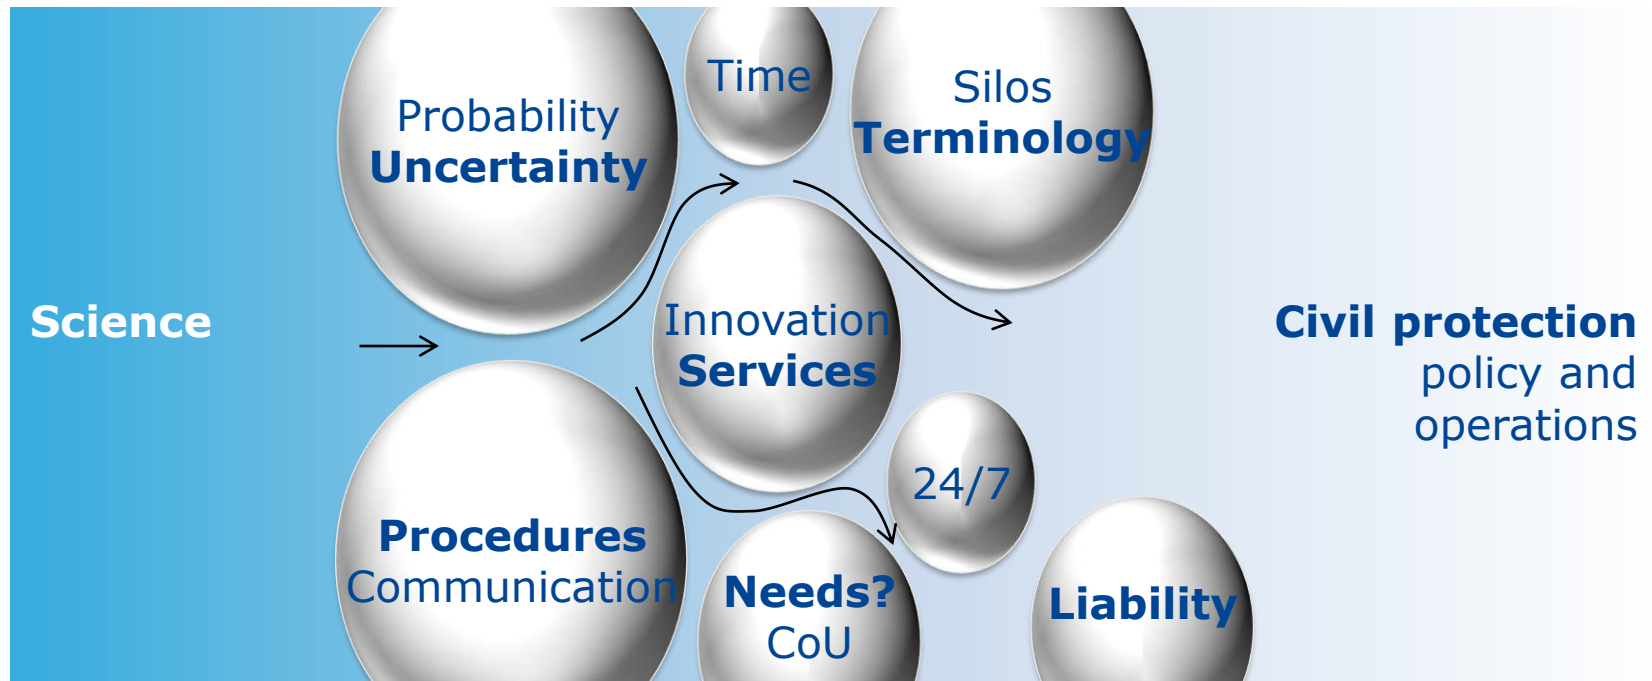 Science
Probability
Uncertainty
Time
Silos
Terminology
Innovation
Services
Procedures
Communication
Needs?
CoU
24/7
Liability
Civil protection
policy and
operations